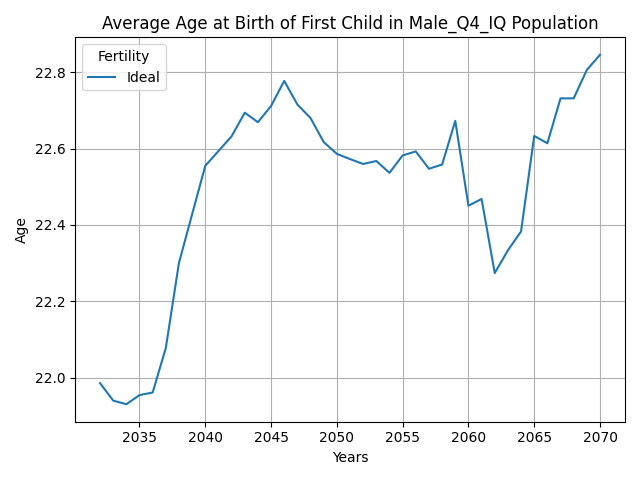 Average Age at Birth of First Child in Male_Q4_IQ Population
Fertility
Ideal
22.8
22.6
22.4
22.2
22.0
Age
2035 2040 2045 2050 2055 2060 2065 2070
Years